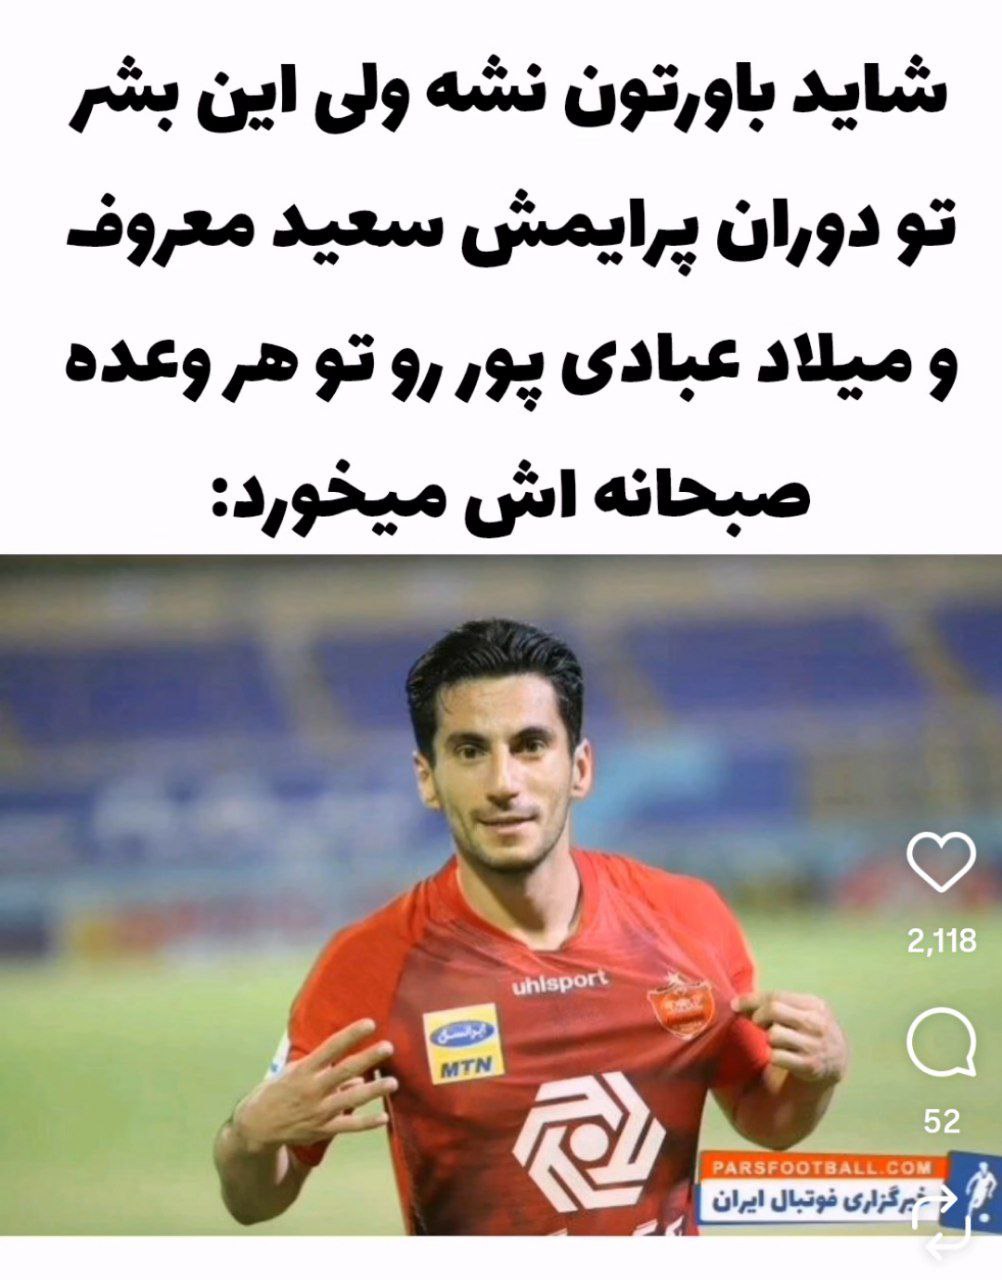 شاید باورتون نشه ولی این بشر
تو دوران پرایمش سعید معروف
و میلاد عبادی پور رو تو هر وعده
صبحانه اش میخورد:
uhlsport
ایرانسل
MTN
2,118
52
PARSFOOTBALL.COM
خبرگزاری فوتبال ایران